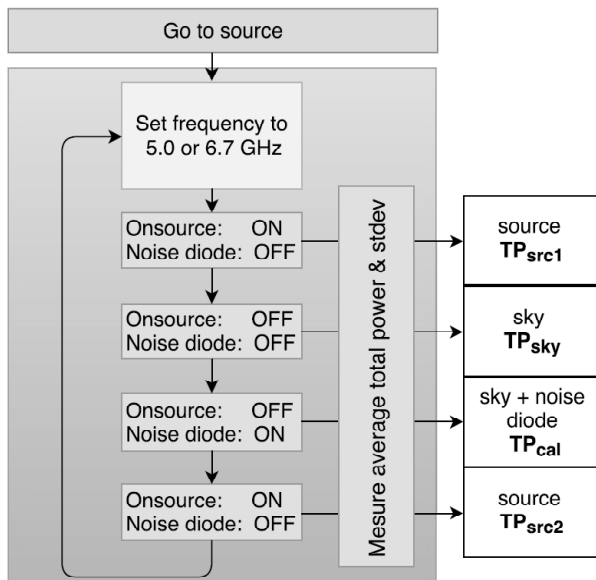 Go to source
Set frequency to
5.0 or 6.7 GHz
Onsource: ON
Noise diode: OFF
Onsource: OFF
Noise diode: OFF
Onsource: OFF
Noise diode: ON
Onsource: ON
Noise diode: OFF
Mesure average total power & stdev
source
TPsrc1
sky
TPsky
sky + noise
diode
TPcal
source
TPsrc2